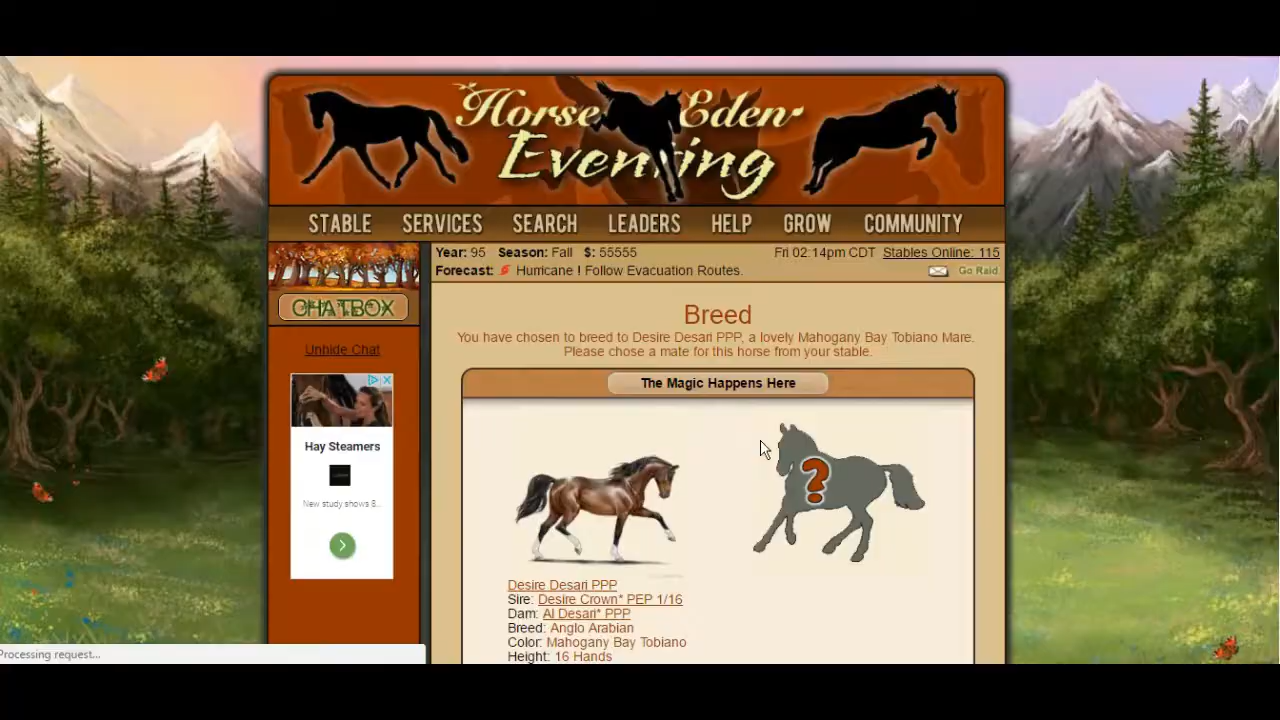 Horse Eden
Eventing
STABLE SERVICES SEARCH LEADERS HELP GROW COMMUNITY
Year: 95 Season: Fall $: 55555 Fri 02:14pm CDT Stables Online: 115
Forecast: Hurricane ! Follow Evacuation Routes. Go Raid
CHATBOX
Unhide Chat
Hay Steamers
New study shows 8...
Breed
You have chosen to breed to Desire Desari PPP, a lovely Mahogany Bay Tobiano Mare.
Please chose a mate for this horse from your stable.
The Magic Happens Here
?
Desire Desari PPP
Sire: Desire Crown* PEP 1/16
Dam: Al Desari* PPP
Breed: Anglo Arabian
Color: Mahogany Bay Tobiano
Height: 16 Hands
Processing request...